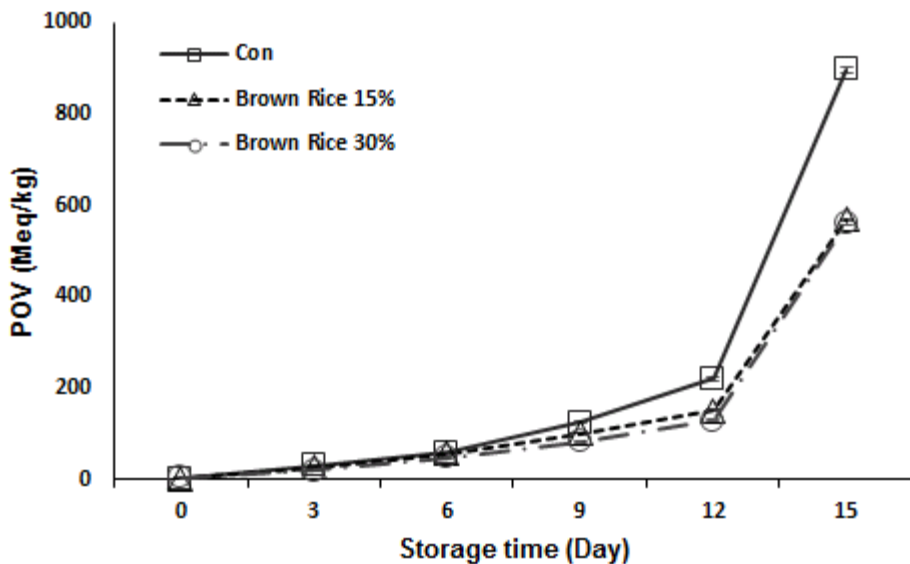 1000
800
600
400
200
0
POV (Meq/kg)
Con
Brown Rice 15%
Brown Rice 30%
0 3 6 9 12 15
Storage time (Day)